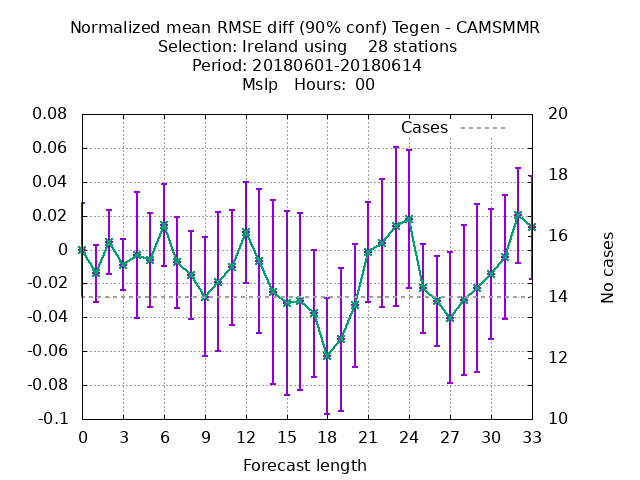 Normalized mean RMSE diff (90% conf) Tegen - CAMSMMR
Selection: Ireland using 28 stations
Period: 20180601-20180614
Mslp Hours: 00
Cases
0.08
0.06
0.04
0.02
0
-0.02
-0.04
-0.06
-0.08
-0.1
20
18
16
14
12
10
No cases
0 3 6 9 12 15 18 21 24 27 30 33
Forecast length